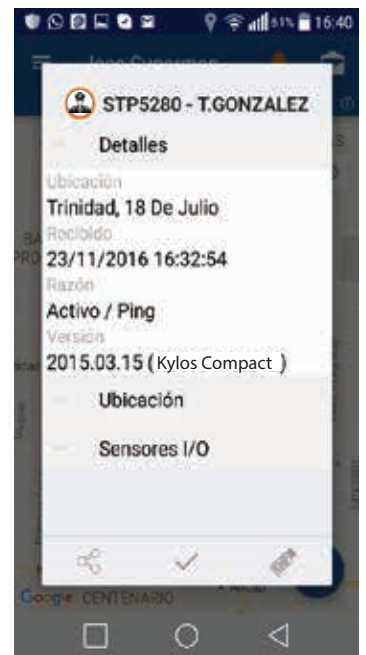 61% 16:40
STP5280 - T.GONZALEZ
Detalles
Ubicación
Trinidad, 18 De Julio
Recibido
23/11/2016 16:32:54
Razón
Activo / Ping
Versión
2015.03.15 ( Kylos Compact )
Ubicación
Sensores I/O
Google CENTENARIO